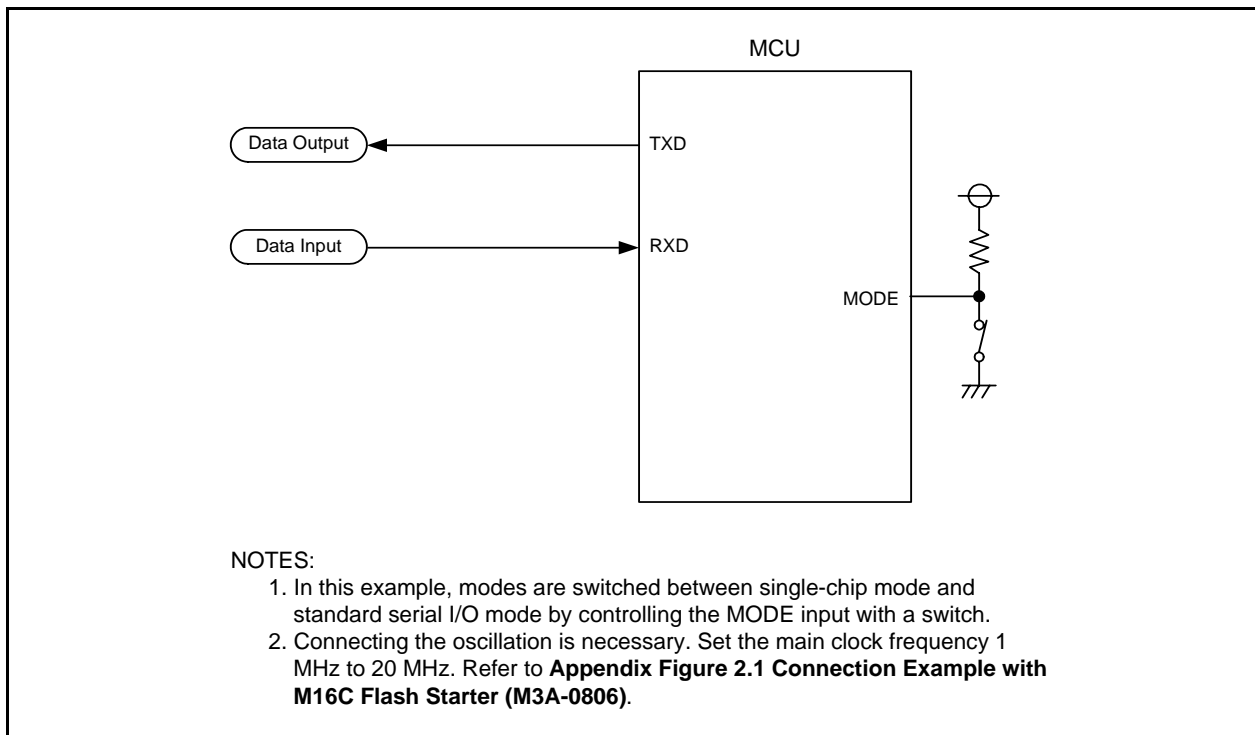 MCU
Data Output
TXD
Data Input
RXD
MODE
NOTES:
1. In this example, modes are switched between single-chip mode and
standard serial I/O mode by controlling the MODE input with a switch.
2. Connecting the oscillation is necessary. Set the main clock frequency 1
MHz to 20 MHz. Refer to Appendix Figure 2.1 Connection Example with
M16C Flash Starter (M3A-0806).